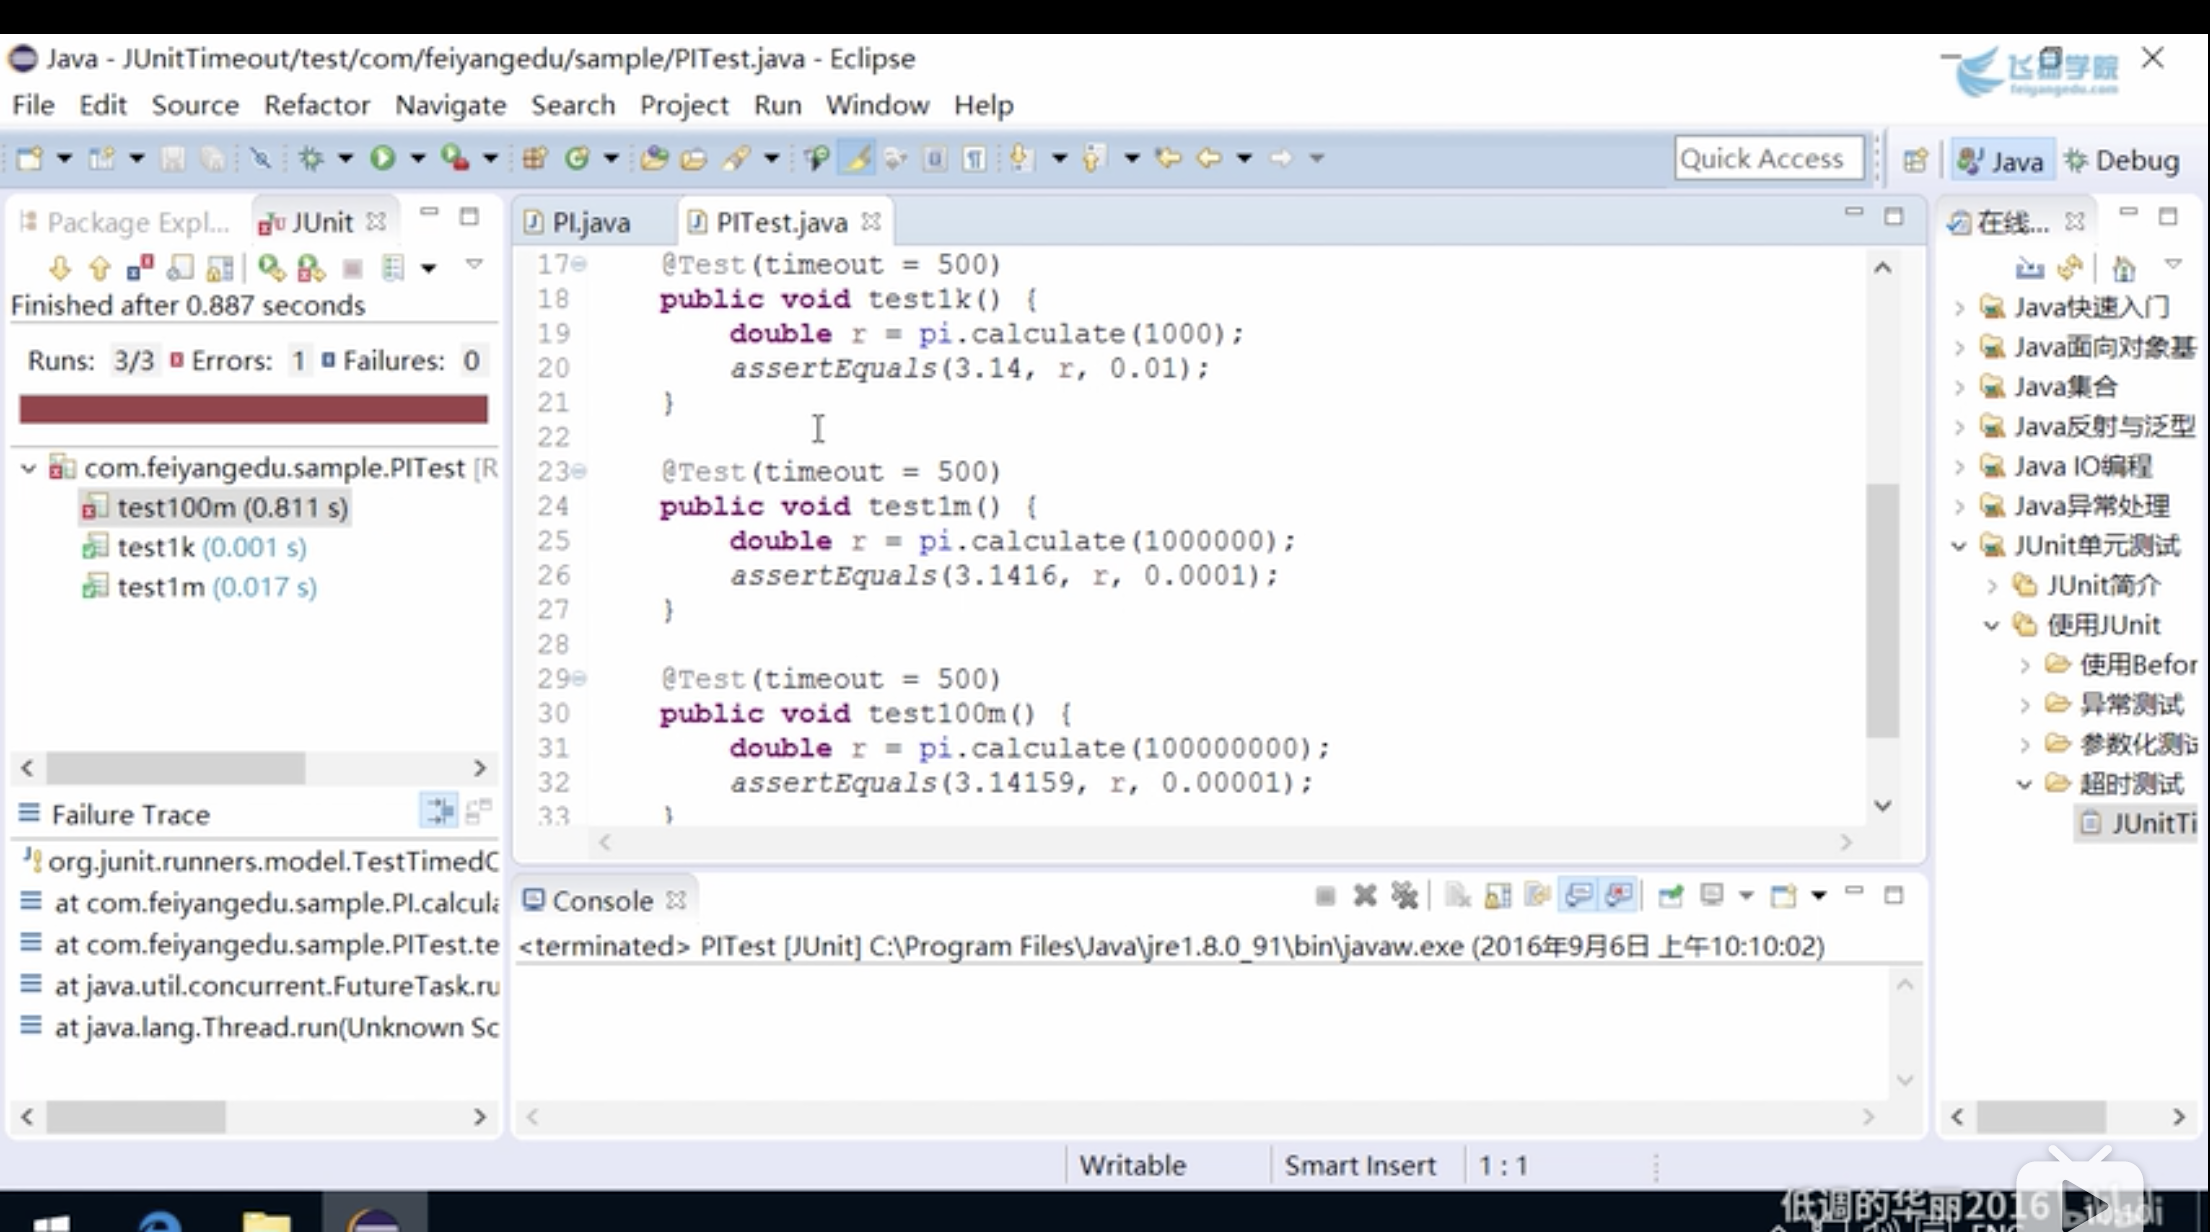 Java - JUnitTimeout/test/com/feiyangedu/sample/PITest.java - Eclipse
feiyangedu.com
File Edit Source Refactor Navigate Search Project Run Window Help
Quick Access
Java
Debug
Package Expl...
JUnit
Finished after 0.887 seconds
Runs: 3/3 Errors: 1 Failures: 0
com.feiyangedu.sample.PITest [R
test100m (0.811 s)
test1k (0.001 s)
test1m (0.017 s)
Failure Trace
org.junit.runners.model.TestTimedO
at com.feiyangedu.sample.PI.calcula
at com.feiyangedu.sample.PITest.te
at java.util.concurrent.FutureTask.ru
at java.lang.Thread.run(Unknown Sc
PI.java
PITest.java
17 @Test(timeout = 500)
18 public void test1k() {
19 double r = pi.calculate(1000);
20 assertEquals(3.14, r, 0.01);
21 }
22
23 @Test(timeout = 500)
24 public void test1m() {
25 double r = pi.calculate(1000000);
26 assertEquals(3.1416, r, 0.0001);
27 }
28
29 @Test(timeout = 500)
30 public void test100m() {
31 double r = pi.calculate(100000000);
32 assertEquals(3.14159, r, 0.00001);
33 }
Console
<terminated> PITest [JUnit] C:\Program Files\Java\jre1.8.0_91\bin\javaw.exe (2016年9月6日 上午10:10:02)
在线...
Java快速入门
Java面向对象基
Java集合
Java反射与泛型
Java IO编程
Java异常处理
JUnit单元测试
JUnit简介
使用JUnit
使用Befor
异常测试
参数化测试
超时测试
JUnitTi
Writable
Smart Insert
1 : 1
低调的华丽2016